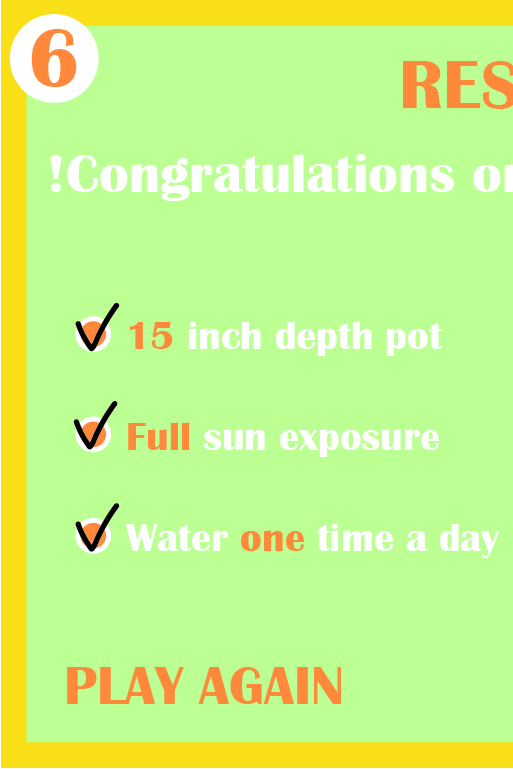 6
RES
!Congratulations
15 inch depth pot
Full sun exposure
Water one time a day
PLAY AGAIN